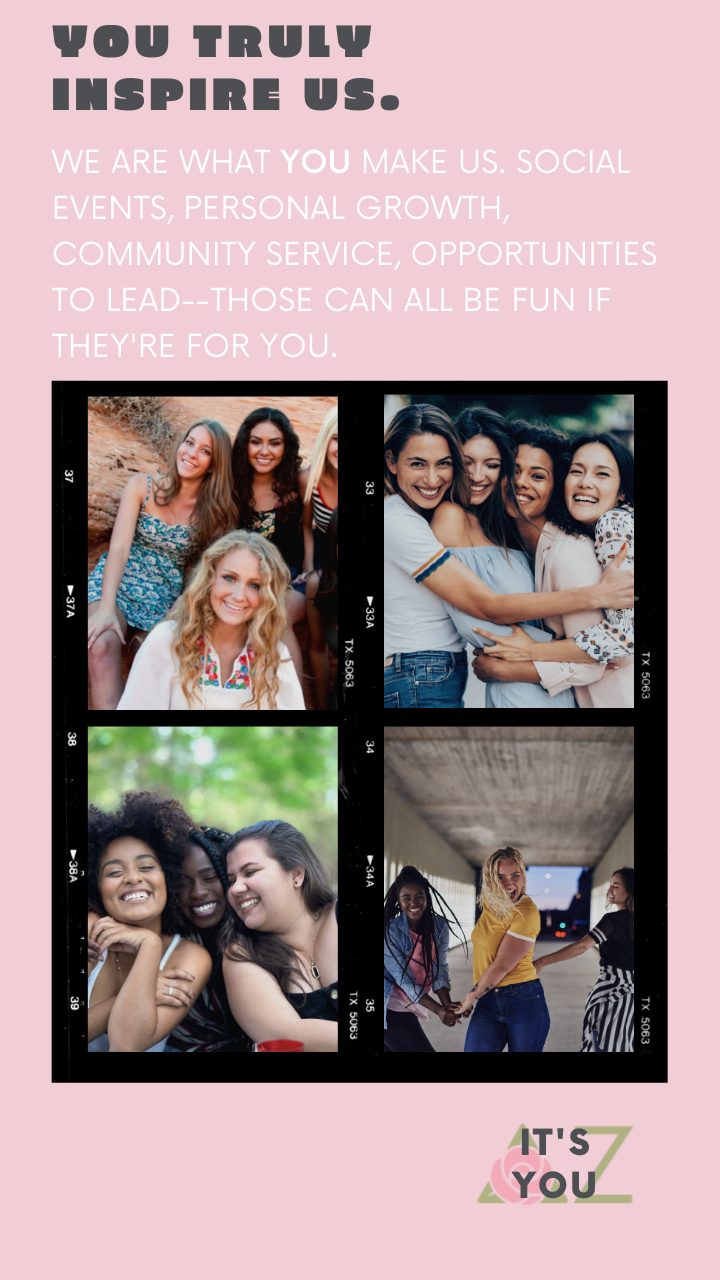 YOU TRULY
INSPIRE US.
WE ARE WHAT YOU MAKE US. SOCIAL
EVENTS, PERSONAL GROWTH,
COMMUNITY SERVICE, OPPORTUNITIES
TO LEAD--THOSE CAN ALL BE FUN IF
THEY'RE FOR YOU.
37
37A
TX 5063
33
33A
TX 5063
38
38A
39
TX 5063
34
34A
35
TX 5063
AZ
IT'S
YOU